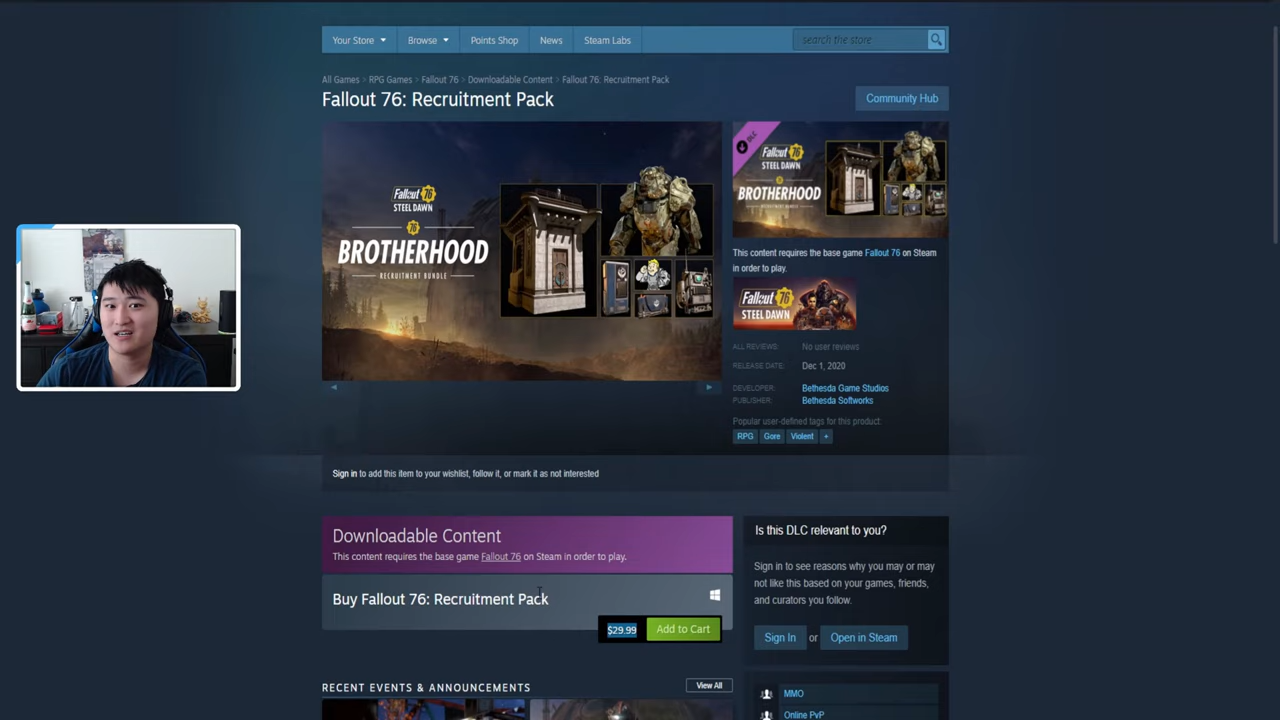 Your Store
Browse
Points Shop
News
Steam Labs
search the store
All Games > RPG Games > Fallout 76 > Downloadable Content > Fallout 76: Recruitment Pack
Fallout 76: Recruitment Pack
Community Hub
Fallout 76
STEEL DAWN
76
BROTHERHOOD
RECRUITMENT BUNDLE
DLC
Fallout 76
STEEL DAWN
BROTHERHOOD
RECRUITMENT BUNDLE
This content requires the base game Fallout 76 on Steam
in order to play.
Fallout 76
STEEL DAWN
ALL REVIEWS: No user reviews
RELEASE DATE: Dec 1, 2020
DEVELOPER: Bethesda Game Studios
PUBLISHER: Bethesda Softworks
Popular user-defined tags for this product:
RPG
Gore
Violent
+
Sign in to add this item to your wishlist, follow it, or mark it as not interested
Downloadable Content
This content requires the base game Fallout 76 on Steam in order to play.
Buy Fallout 76: Recruitment Pack
$29.99
Add to Cart
Is this DLC relevant to you?
Sign in to see reasons why you may or may
not like this based on your games, friends,
and curators you follow.
Sign In or Open in Steam
RECENT EVENTS & ANNOUNCEMENTS
View All
MMO
Online PvP